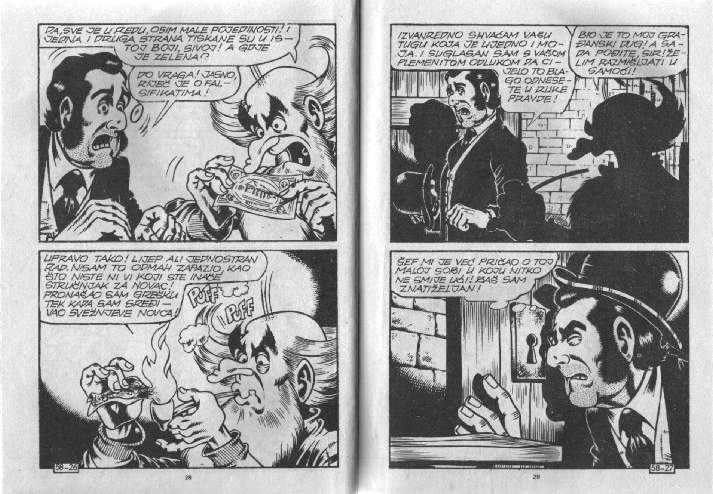 DA, SVE JE U REDU, OSIM MALE POJEDINOSTI! I
JEDNA I DRUGA STRANA TISKANE SU U IS-
TOJ BOJI, SIVOJ! A GDJE
JE ZELENA?
DO VRAGA! JASNO,
RIJEČ JE O FAL-
SIFIKATIMA!
UPRAVO TAKO! LIJEP ALI JEDNOSTRAN
RAD. NISAM TO ODMAH ZAPAZIO, KAO
ŠTO NISTE NI VI KOJI STE INAČE
STRUČNJAK ZA NOVAC!
PRONAŠAO SAM GREŠKU
TEK KADA SAM SREĐI-
VAO SVEŽNJEVE NOVCA!
PUFF
PUFF
58-26
28
IZVANREDNO SHVAĆAM VAŠU
TUGU KOJA JE UJEDNO I MO-
JA. I SUGLASAN SAM S VAŠOM
PLEMENITOM ODLUKOM DA CI-
JELO TO BLA-
GO ODNESE-
TE U RUKE
PRAVDE!
BIO JE TO MOJ GRA-
ĐANSKI DUG! A SA-
DA POĐITE, SIR! ŽE-
LIM RAZMIŠLJATI U
SAMOĆI!
ŠEF MI JE VEĆ PRIČAO O TOJ
MALOJ SOBI U KOJU NITKO
NE SMIJE UĆI! BAŠ SAM
ZNATIŽELJAN!
58-27
29